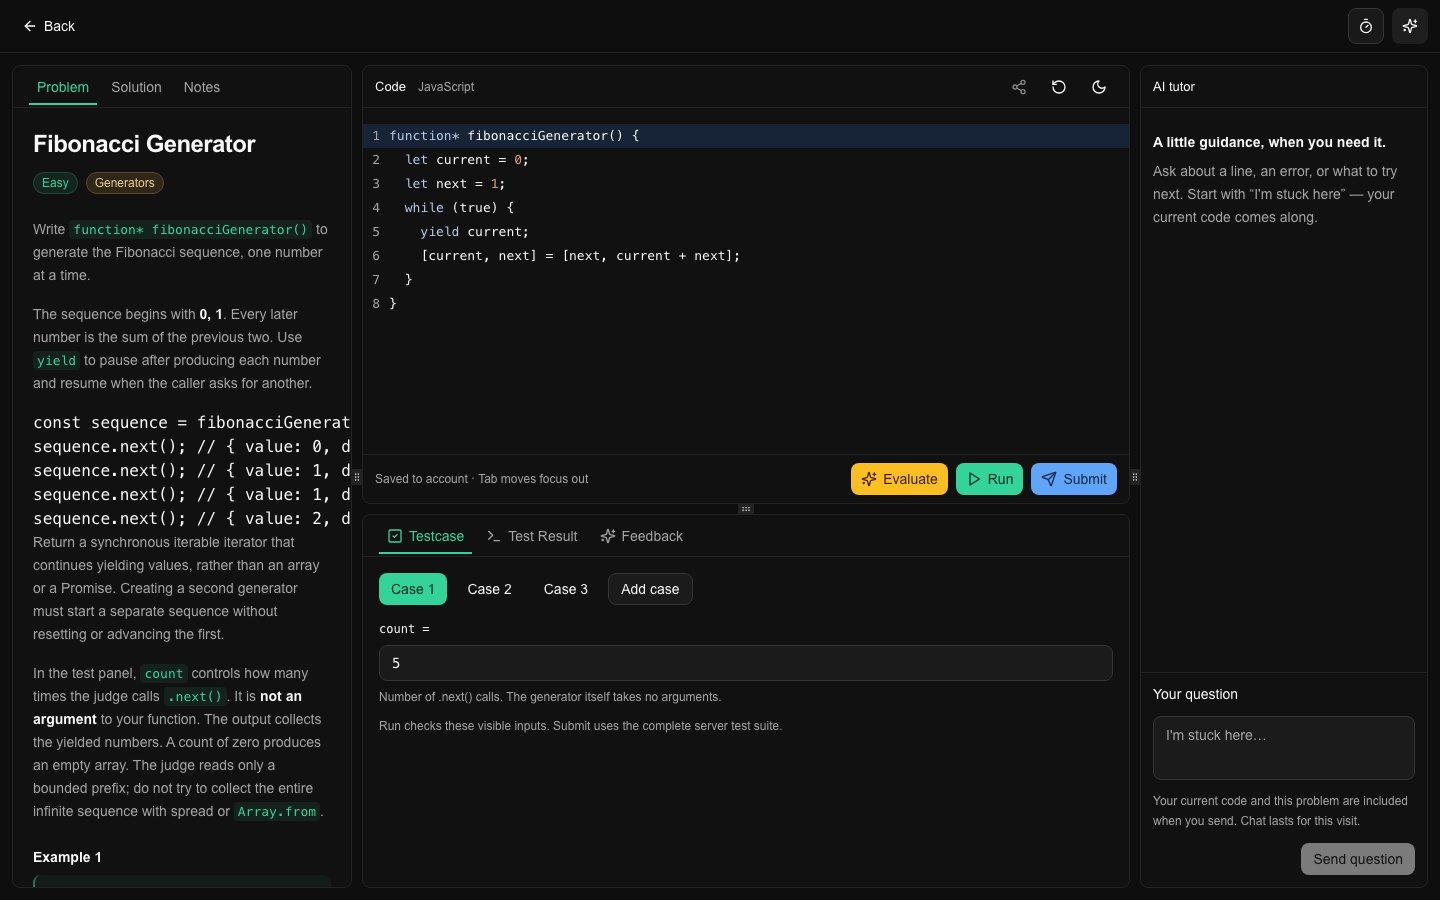 Back
Problem Solution Notes
Fibonacci Generator
Easy Generators
Write function* fibonacciGenerator() to
generate the Fibonacci sequence, one number
at a time.
The sequence begins with 0, 1. Every later
number is the sum of the previous two. Use
yield to pause after producing each number
and resume when the caller asks for another.
const sequence = fibonacciGenerat
sequence.next(); // { value: 0, d
sequence.next(); // { value: 1, d
sequence.next(); // { value: 1, d
sequence.next(); // { value: 2, d
Return a synchronous iterable iterator that
continues yielding values, rather than an array
or a Promise. Creating a second generator
must start a separate sequence without
resetting or advancing the first.
In the test panel, count controls how many
times the judge calls .next(). It is not an
argument to your function. The output collects
the yielded numbers. A count of zero produces
an empty array. The judge reads only a
bounded prefix; do not try to collect the entire
infinite sequence with spread or Array.from.
Example 1
Code JavaScript
1 function* fibonacciGenerator() {
2 let current = 0;
3 let next = 1;
4 while (true) {
5 yield current;
6 [current, next] = [next, current + next];
7 }
8 }
Saved to account · Tab moves focus out
Evaluate Run Submit
Testcase Test Result Feedback
Case 1 Case 2 Case 3 Add case
count =
5
Number of .next() calls. The generator itself takes no arguments.
Run checks these visible inputs. Submit uses the complete server test suite.
AI tutor
A little guidance, when you need it.
Ask about a line, an error, or what to try
next. Start with “I'm stuck here” — your
current code comes along.
Your question
I'm stuck here…
Your current code and this problem are included
when you send. Chat lasts for this visit.
Send question